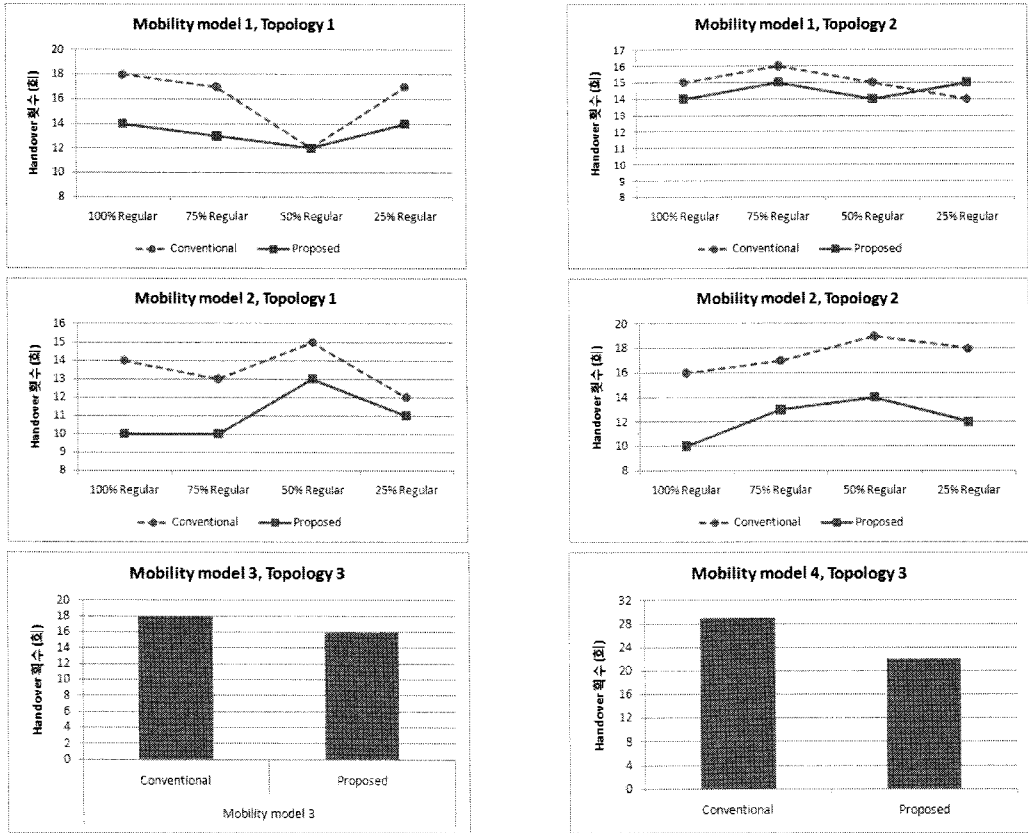 Mobility model 1, Topology 1
Handover 횟수 (회)
20
18
16
14
12
10
8
100% Regular 75% Regular 50% Regular 25% Regular
Conventional Proposed
Mobility model 1, Topology 2
Handover 횟수 (회)
17
16
15
14
13
12
11
10
9
8
100% Regular 75% Regular 50% Regular 25% Regular
Conventional Proposed
Mobility model 2, Topology 1
Handover 횟수 (회)
16
15
14
13
12
11
10
9
8
100% Regular 75% Regular 50% Regular 25% Regular
Conventional Proposed
Mobility model 2, Topology 2
Handover 횟수 (회)
20
18
16
14
12
10
8
100% Regular 75% Regular 50% Regular 25% Regular
Conventional Proposed
Mobility model 3, Topology 3
Handover 횟수 (회)
20
18
16
14
12
10
8
6
4
2
0
Conventional Proposed
Mobility model 3
Mobility model 4, Topology 3
Handover 횟수 (회)
32
28
24
20
16
12
8
4
0
Conventional Proposed